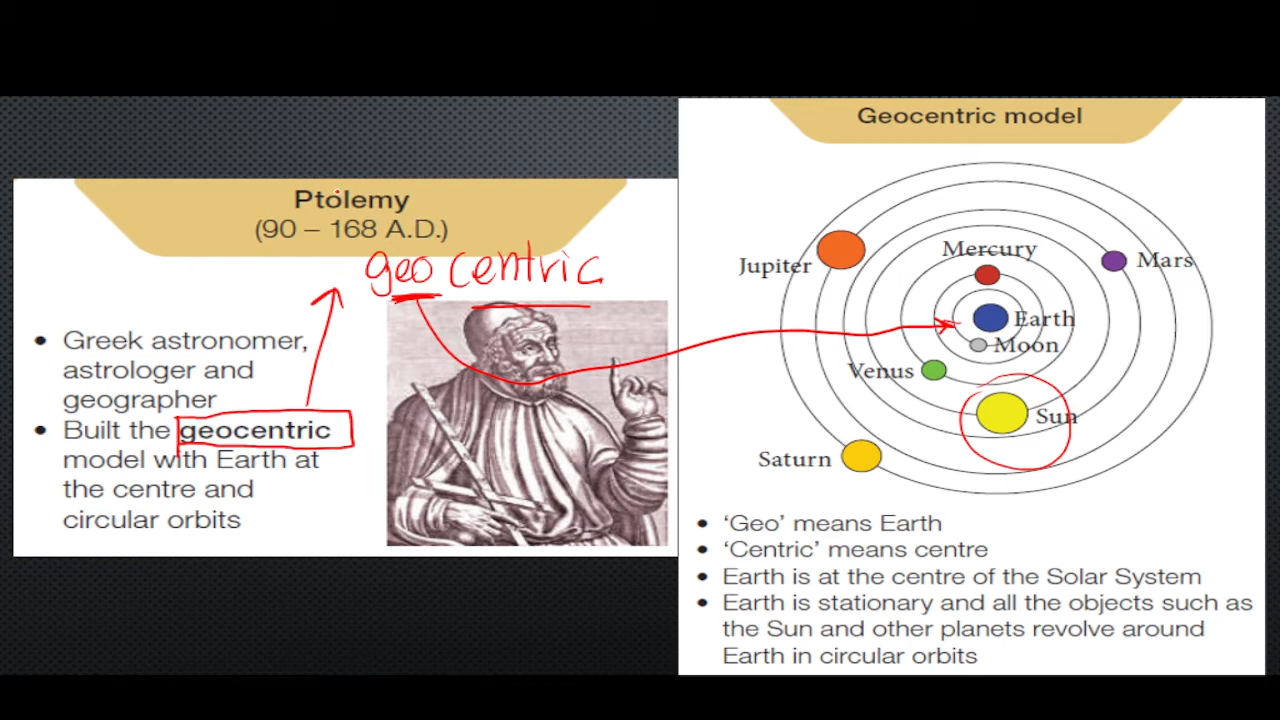 Ptolemy
(90 – 168 A.D.)
geo centric
• Greek astronomer,
astrologer and
geographer
• Built the geocentric
model with Earth at
the centre and
circular orbits
Geocentric model
Mercury
Jupiter
Mars
Earth
Moon
Venus
Sun
Saturn
• ‘Geo’ means Earth
• ‘Centric’ means centre
• Earth is at the centre of the Solar System
• Earth is stationary and all the objects such as
the Sun and other planets revolve around
Earth in circular orbits